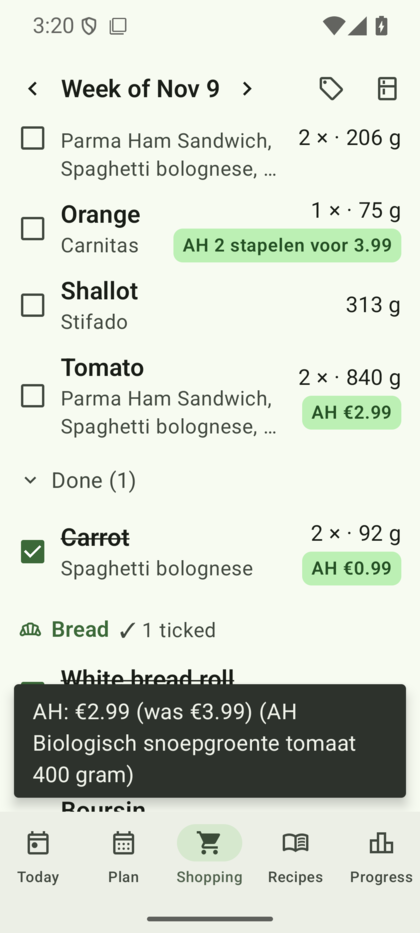 3:20
Week of Nov 9
Parma Ham Sandwich,
Spaghetti bolognese, ...
2 × · 206 g
Orange
Carnitas
1 × · 75 g
AH 2 stapelen voor 3.99
Shallot
Stifado
313 g
Tomato
Parma Ham Sandwich,
Spaghetti bolognese, ...
2 × · 840 g
AH €2.99
Done (1)
Carrot
Spaghetti bolognese
2 × · 92 g
AH €0.99
Bread ✓ 1 ticked
White bread roll
AH: €2.99 (was €3.99) (AH
Biologisch snoepgroente tomaat
400 gram)
Boursin
Today
Plan
Shopping
Recipes
Progress